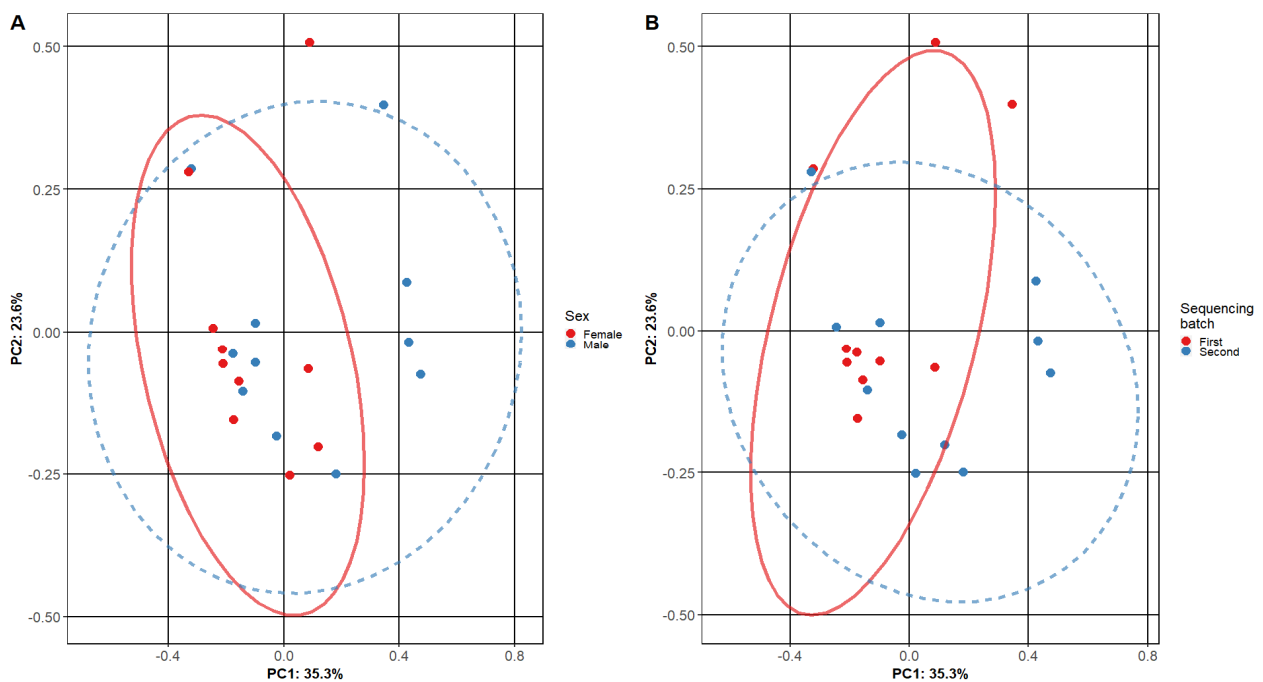 A
0.50
0.25
0.00
-0.25
-0.50
-0.4
0.0
0.4
0.8
PC1: 35.3%
PC2: 23.6%
Sex
Female
Male
B
0.50
0.25
0.00
-0.25
-0.50
-0.4
0.0
0.4
0.8
PC1: 35.3%
PC2: 23.6%
Sequencing
batch
First
Second